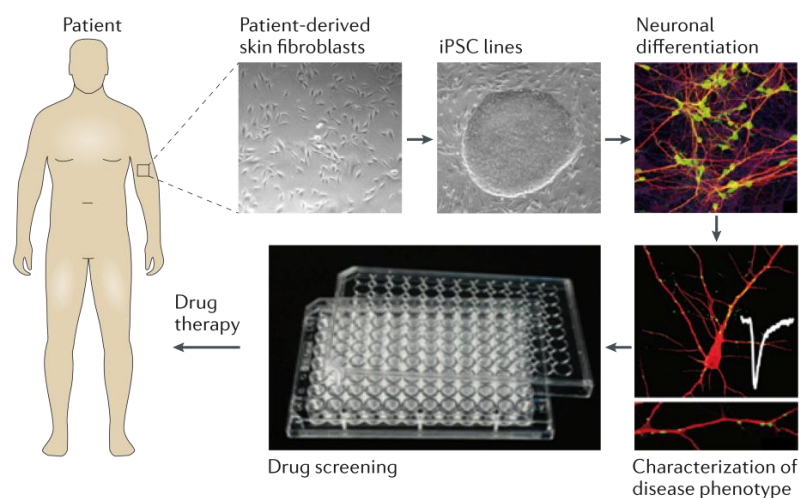 Patient
Patient-derived
skin fibroblasts
iPSC lines
Neuronal
differentiation
Drug
therapy
Drug screening
Characterization of
disease phenotype